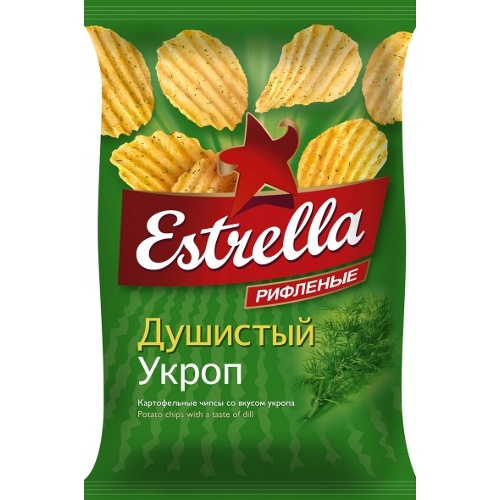 Estrella
РИФЛЕНЫЕ
Душистый
Укроп
Картофельные чипсы со вкусом укропа
Potato chips with a taste of dill